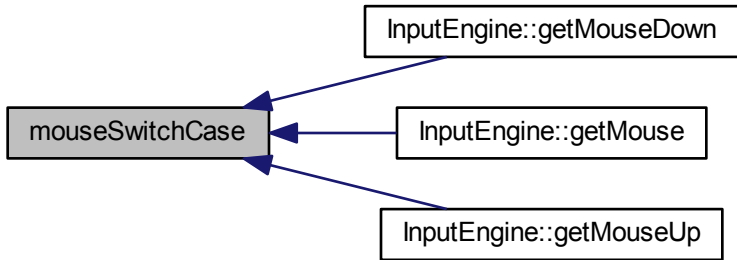 InputEngine::getMouseDown
mouseSwitchCase
InputEngine::getMouse
InputEngine::getMouseUp